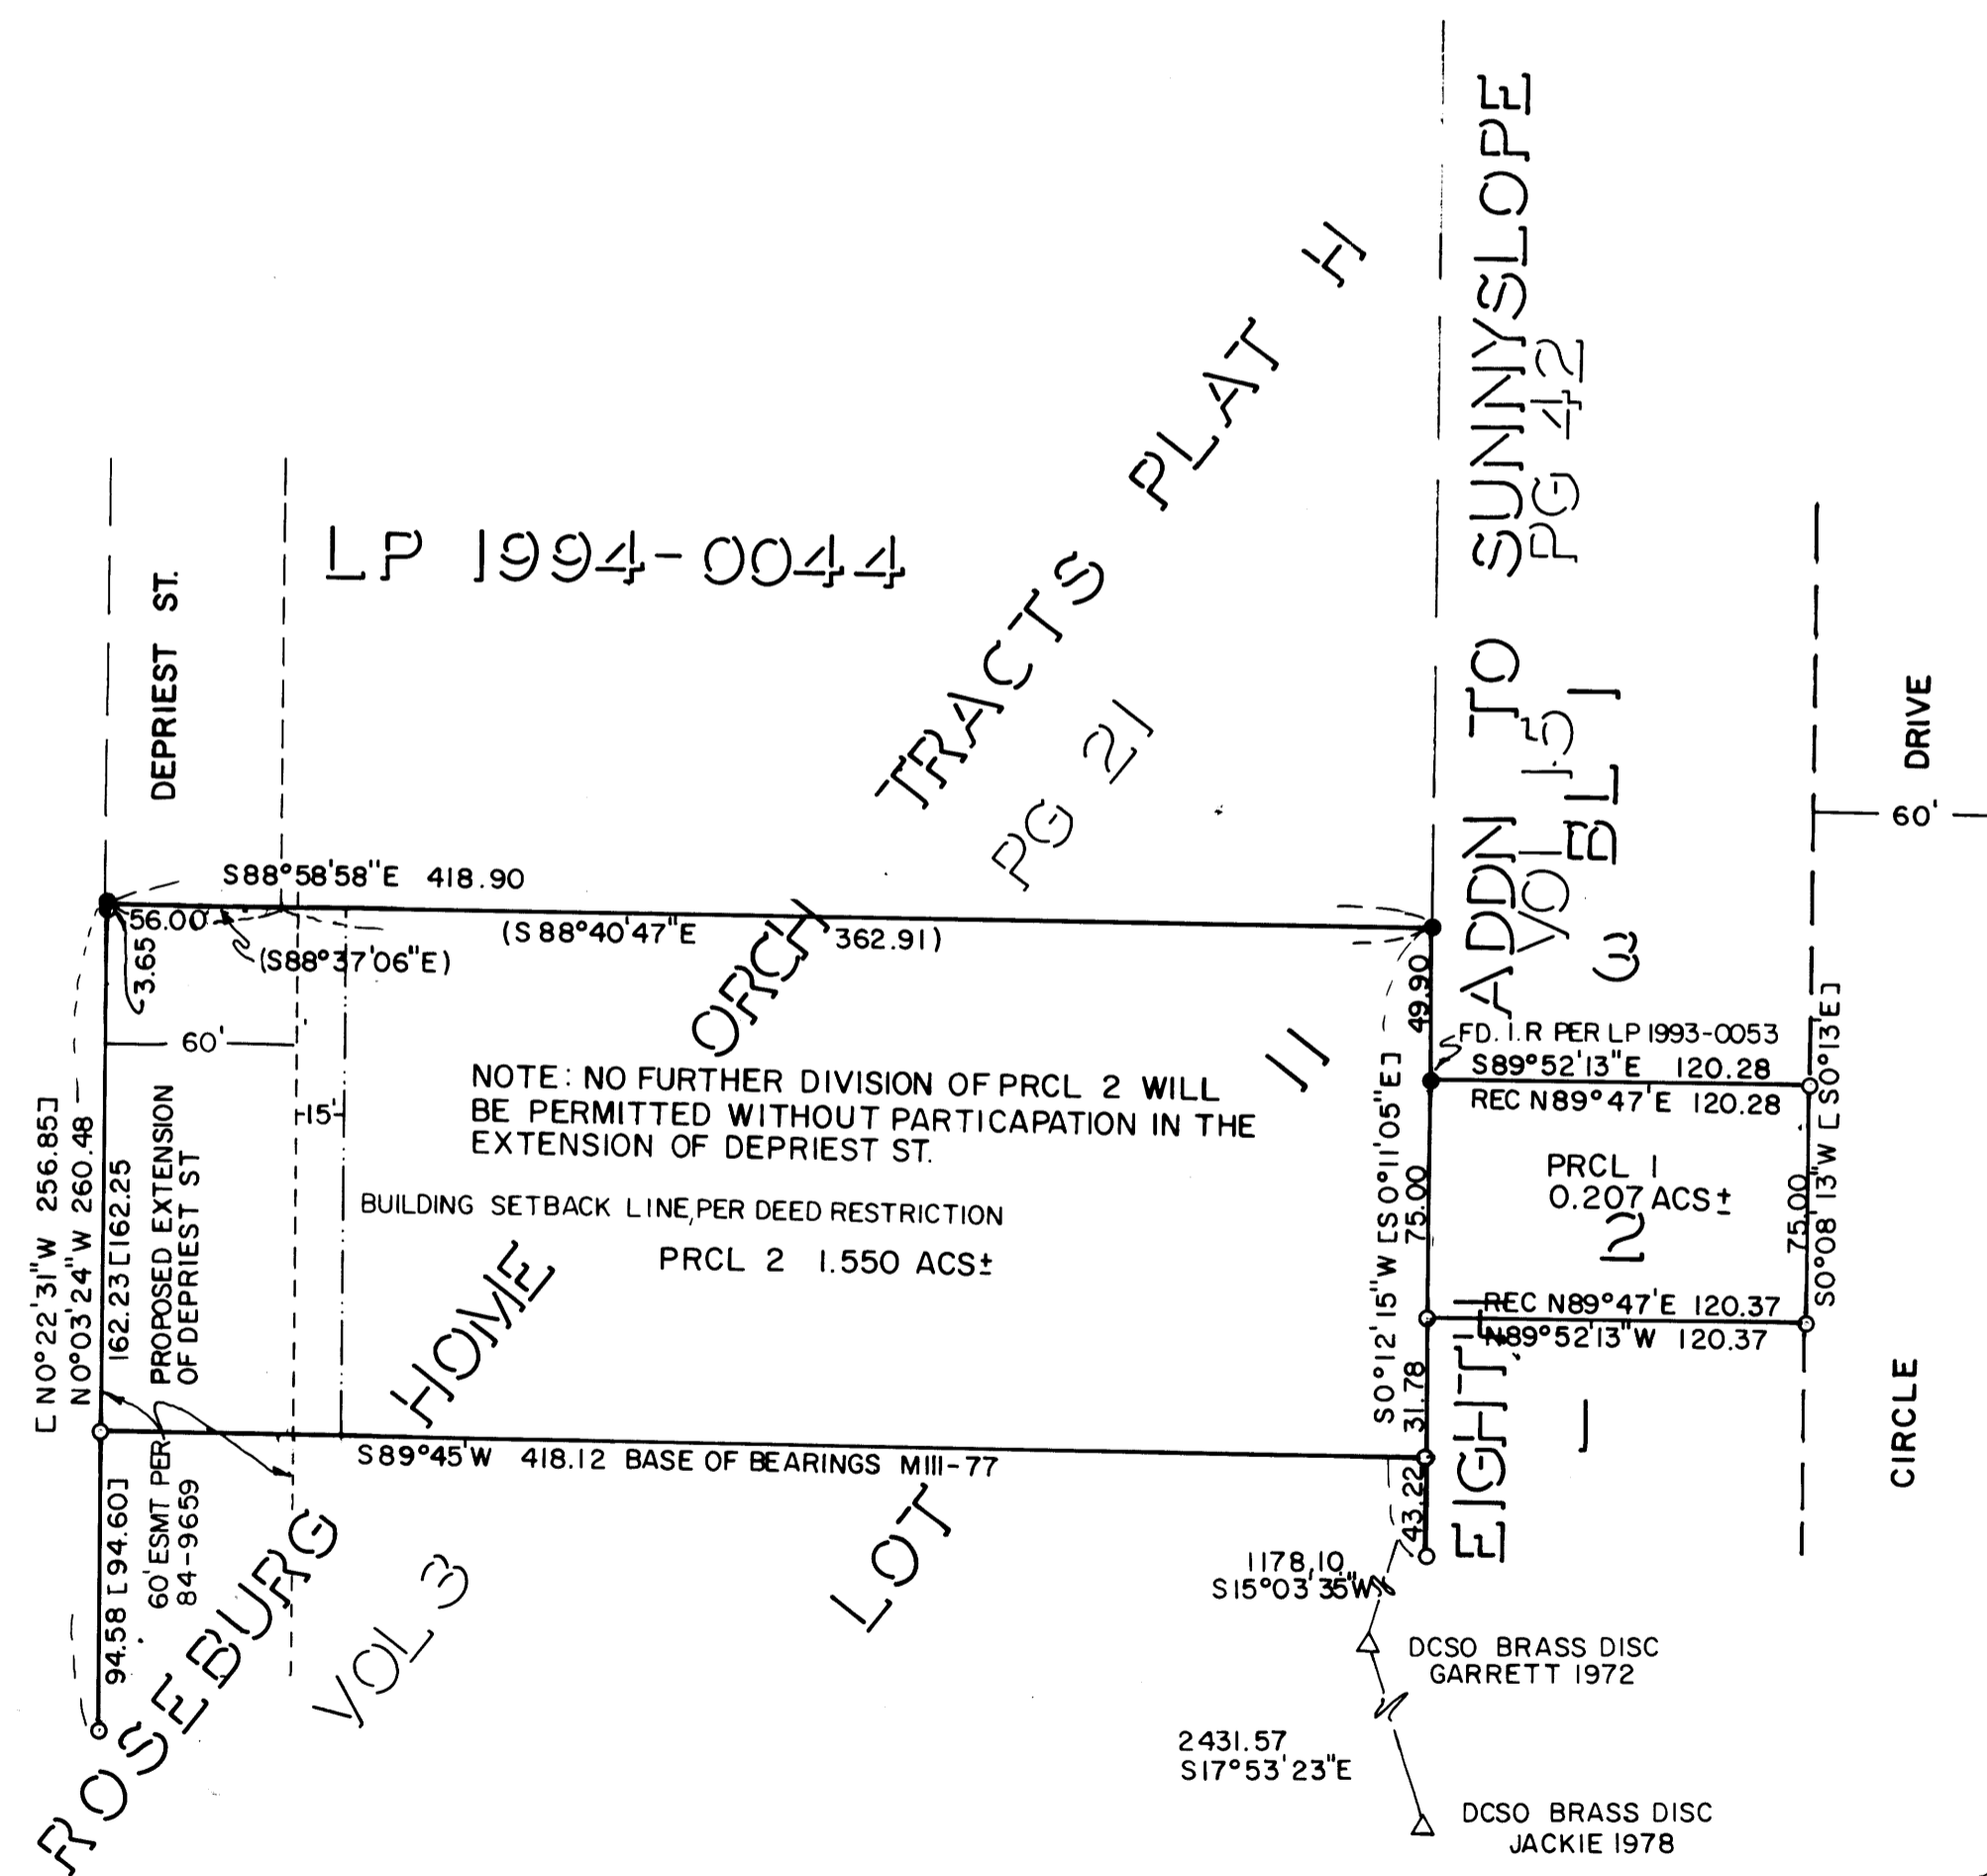 LP 1994-0044
DEPRIEST ST.
ROSEBURG HOME ORCH TRACTS PLAT H
VOL 3 PG 21
LOT 11
EIGHTH ADDN TO SUNNYSLOPE
VOL 15 PG 42
BL 1
3
2
1
DRIVE
60'
CIRCLE
S88°58'58"E 418.90
56.00
3.65
(S88°37'06"E)
(S88°40'47"E 362.91)
60'
15'
49.90
FD. I.R PER LP 1993-0053
S89°52'13"E 120.28
REC N89°47'E 120.28
PRCL 1
0.207 ACS±
75.00
S0°08'13"W [S0°13'E]
75.00
S0°12'15"W [S0°11'05"E]
REC N89°47'E 120.37
N89°52'13"W 120.37
31.78
43.22
NOTE: NO FURTHER DIVISION OF PRCL 2 WILL
BE PERMITTED WITHOUT PARTICAPATION IN THE
EXTENSION OF DEPRIEST ST.
BUILDING SETBACK LINE, PER DEED RESTRICTION
PRCL 2 1.550 ACS±
[N0°22'31"W 256.85]
N0°03'24"W 260.48
162.23 [162.25
PROPOSED EXTENSION
OF DEPRIEST ST
60' ESMT PER
84-9659
94.58 [94.60]
S89°45'W 418.12 BASE OF BEARINGS M111-77
1178.10
S15°03'35"W
DCSO BRASS DISC
GARRETT 1972
2431.57
S17°53'23"E
DCSO BRASS DISC
JACKIE 1978